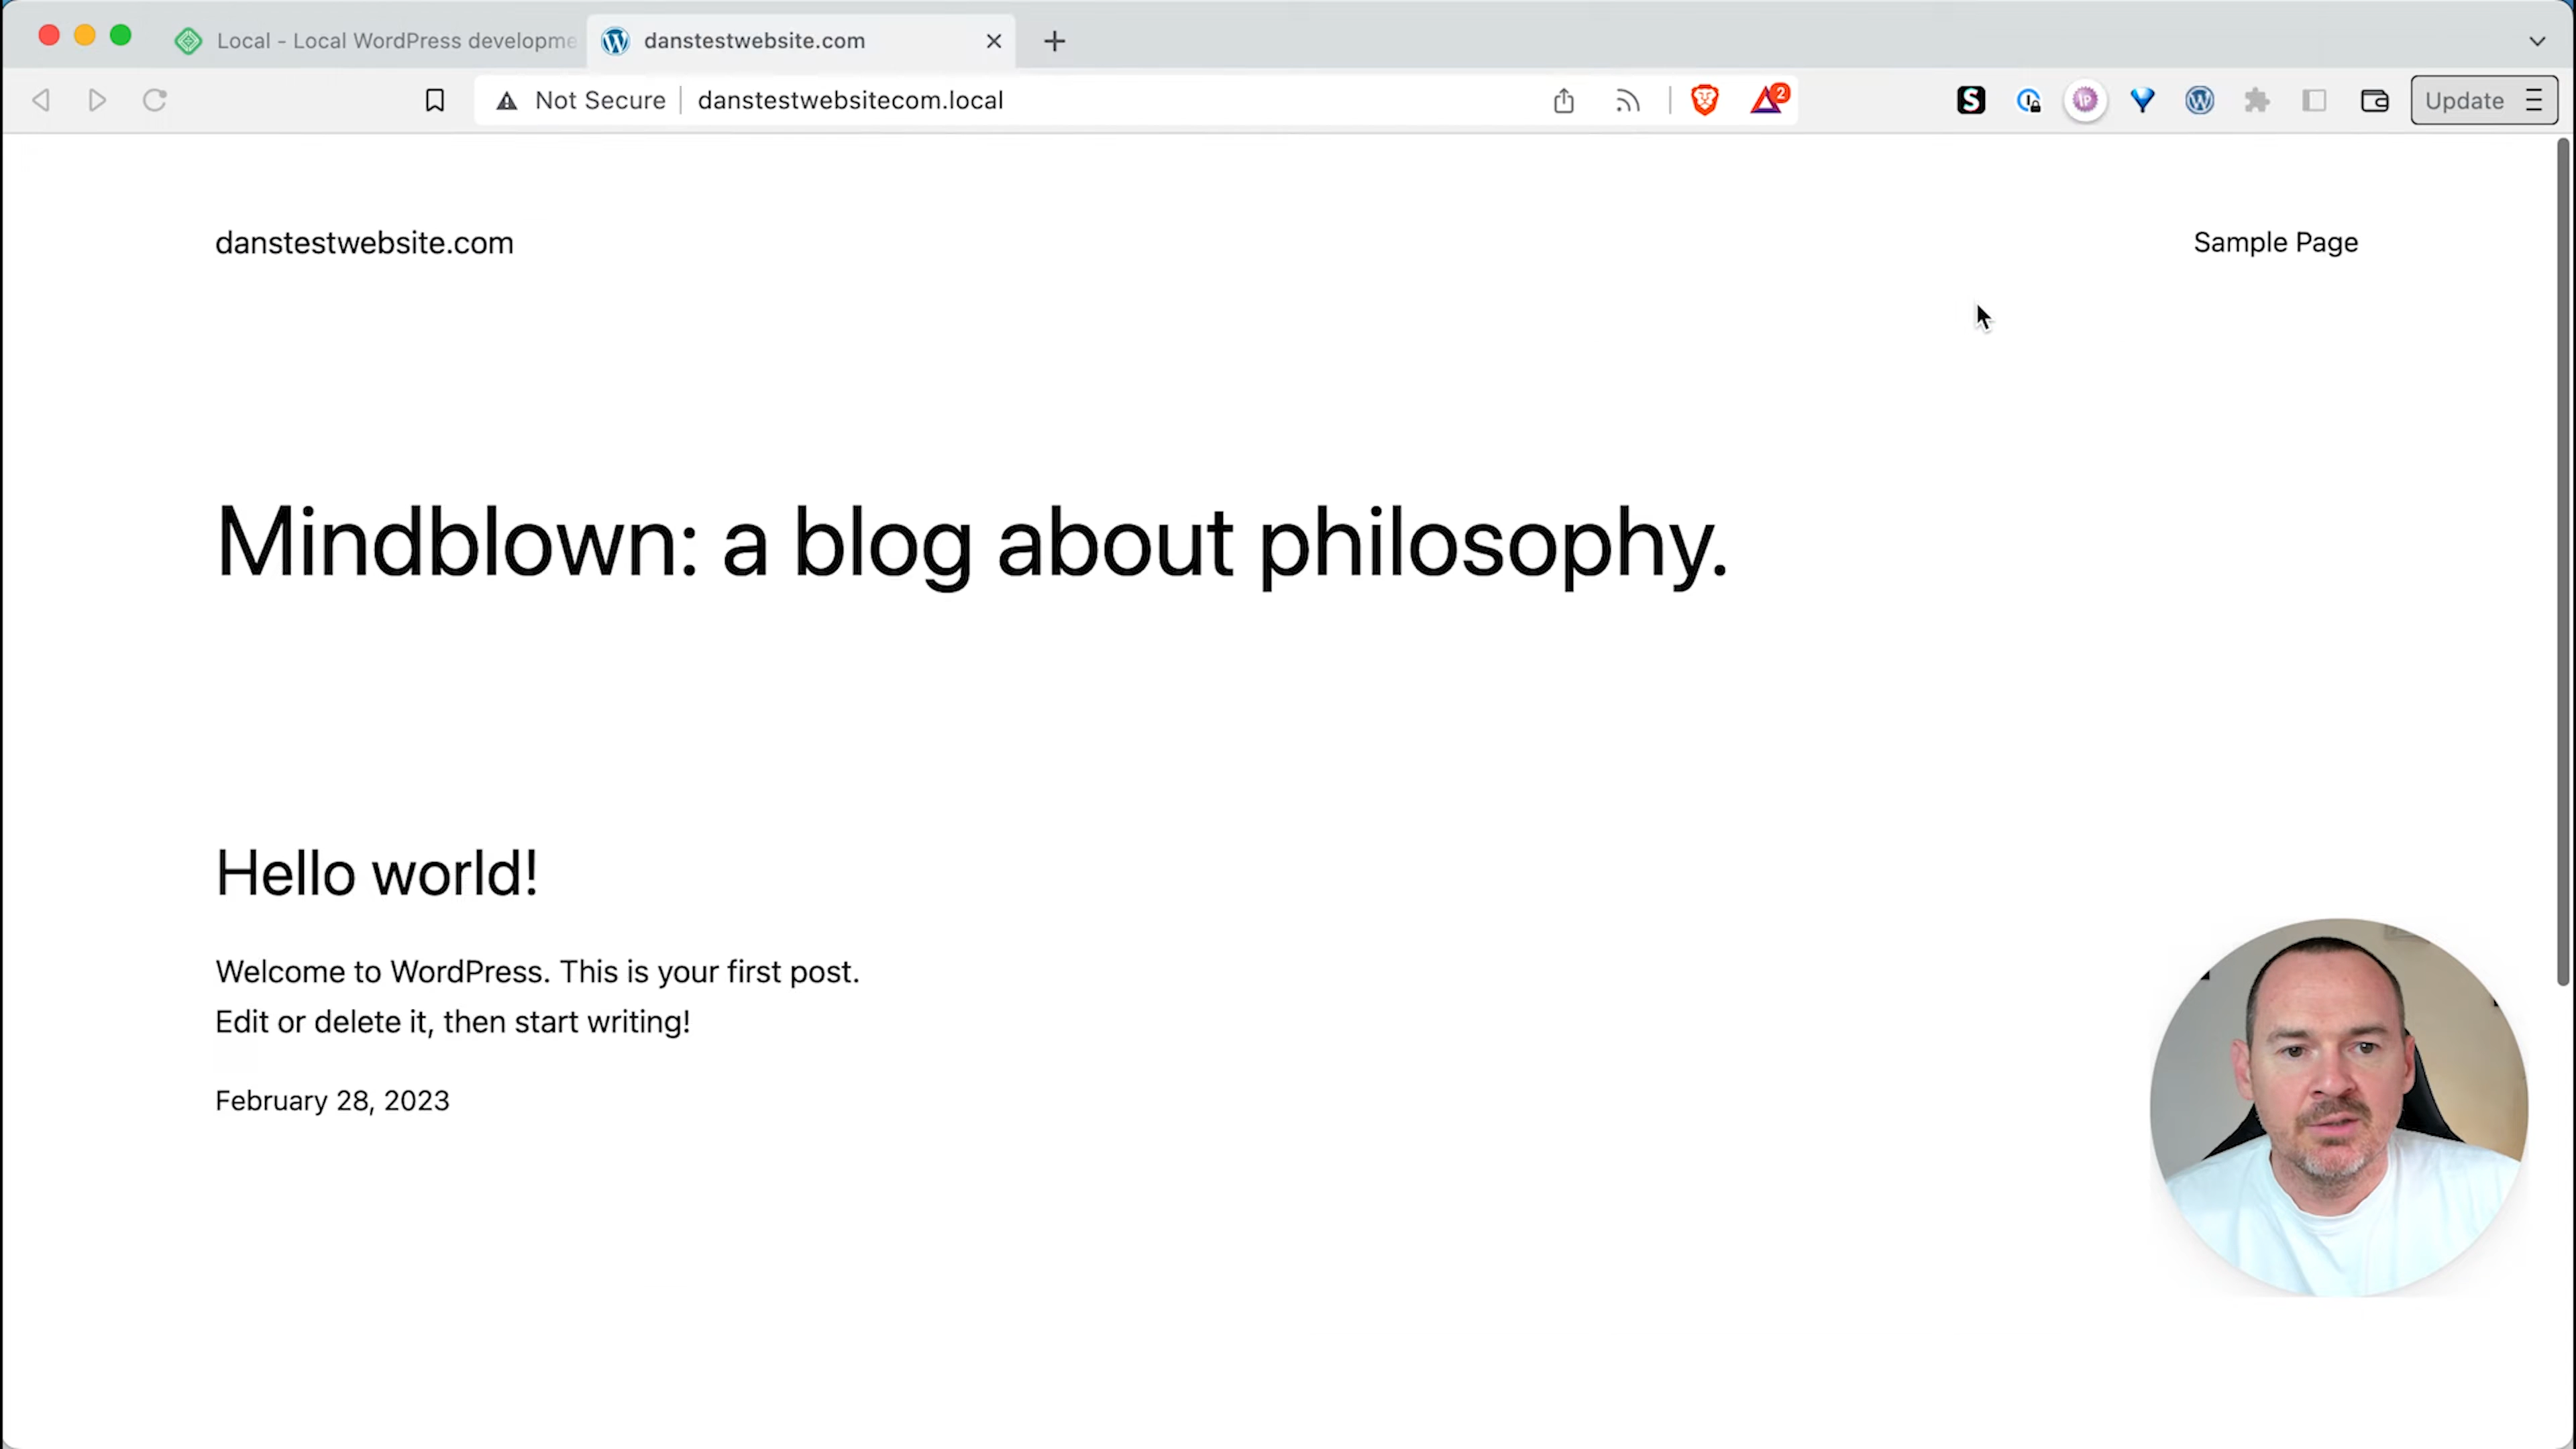 Local - Local WordPress developme
danstestwebsite.com
Not Secure
danstestwebsitecom.local
2
Update
danstestwebsite.com
Sample Page
Mindblown: a blog about philosophy.
Hello world!
Welcome to WordPress. This is your first post.
Edit or delete it, then start writing!
February 28, 2023